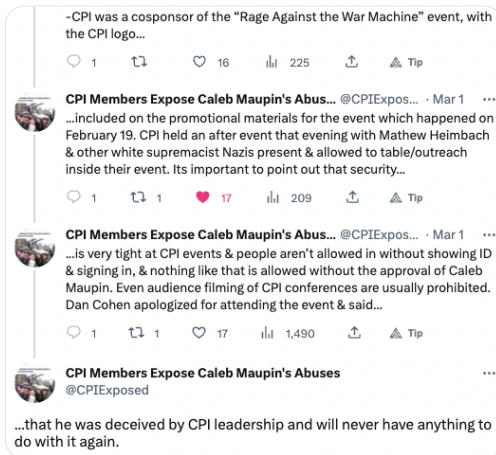 -CPI was a cosponsor of the “Rage Against the War Machine” event, with
the CPI logo...
1 16 225 Tip
CPI Members Expose Caleb Maupin's Abus... @CPIExpos... · Mar 1
...included on the promotional materials for the event which happened on
February 19. CPI held an after event that evening with Mathew Heimbach
& other white supremacist Nazis present & allowed to table/outreach
inside their event. Its important to point out that security...
1 1 17 209 Tip
CPI Members Expose Caleb Maupin's Abus... @CPIExpos... · Mar 1
...is very tight at CPI events & people aren't allowed in without showing ID
& signing in, & nothing like that is allowed without the approval of Caleb
Maupin. Even audience filming of CPI conferences are usually prohibited.
Dan Cohen apologized for attending the event & said...
1 1 17 1,490 Tip
CPI Members Expose Caleb Maupin's Abuses
@CPIExposed
...that he was deceived by CPI leadership and will never have anything to
do with it again.